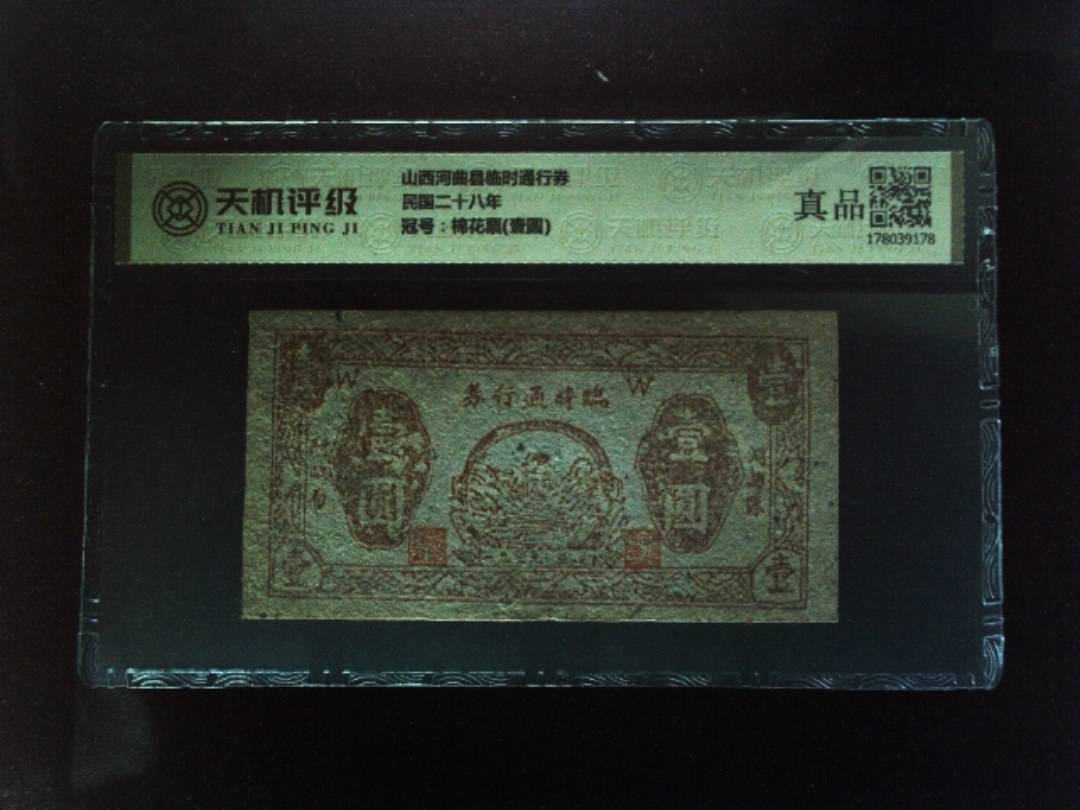 天机评级
TIAN JI PING JI
山西河曲县临时通行券
民国二十八年
冠号：棉花票(壹圆)
真品
178039178
壹
W
券行通時臨
W
壹
壹圓
壹圓
壹
壹